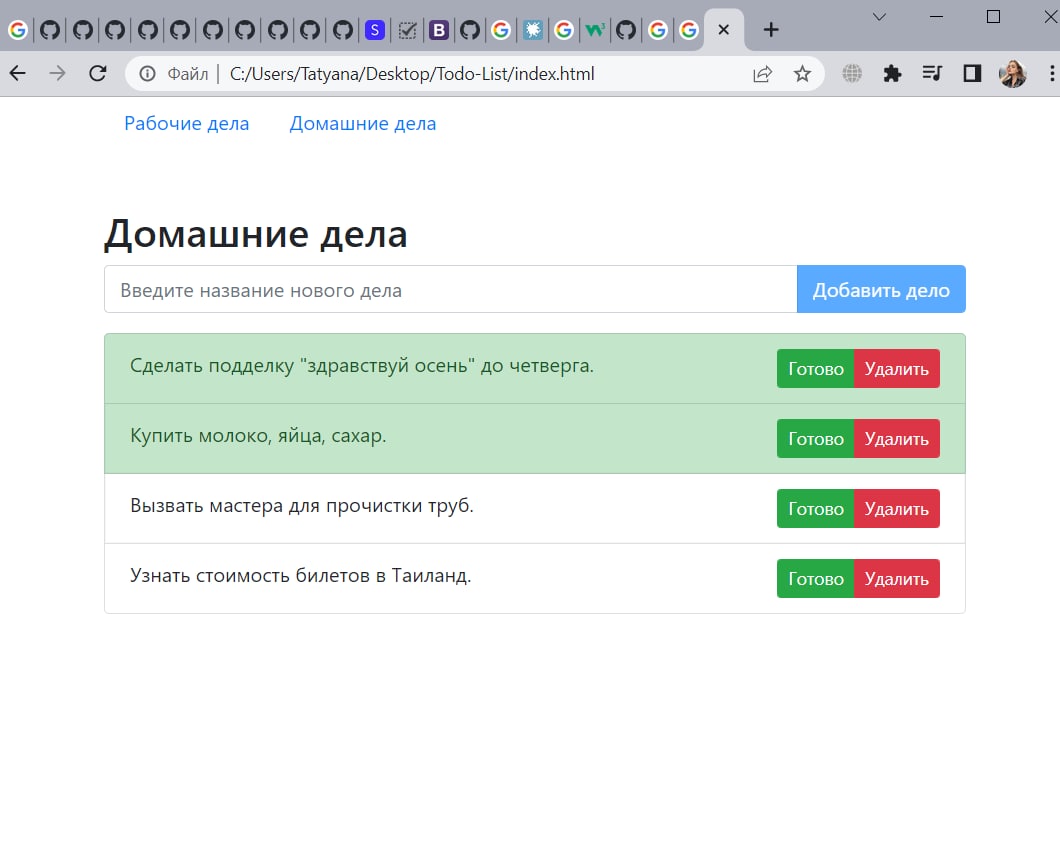 S
B
W3
Файл | C:/Users/Tatyana/Desktop/Todo-List/index.html
Рабочие дела Домашние дела
Домашние дела
Введите название нового дела Добавить дело
Сделать подделку "здравствуй осень" до четверга. Готово Удалить
Купить молоко, яйца, сахар. Готово Удалить
Вызвать мастера для прочистки труб. Готово Удалить
Узнать стоимость билетов в Таиланд. Готово Удалить